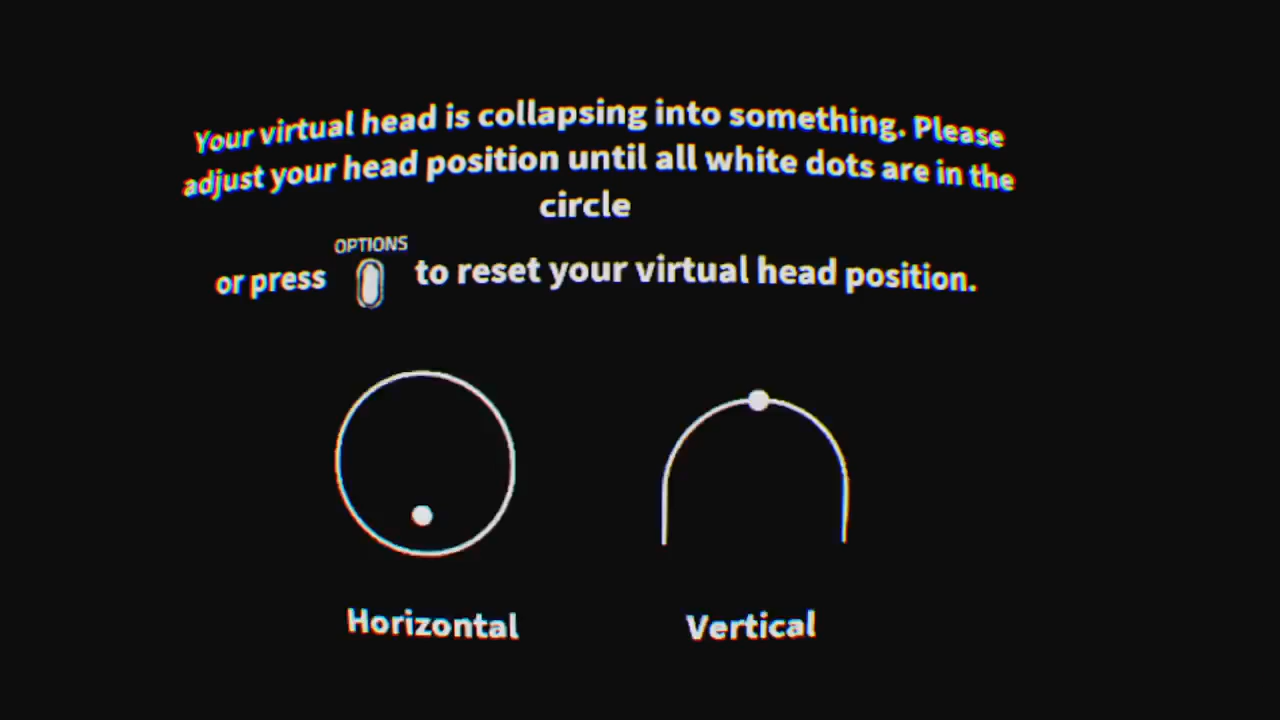 Your virtual head is collapsing into something. Please
adjust your head position until all white dots are in the
circle
OPTIONS
or press to reset your virtual head position.
Horizontal
Vertical